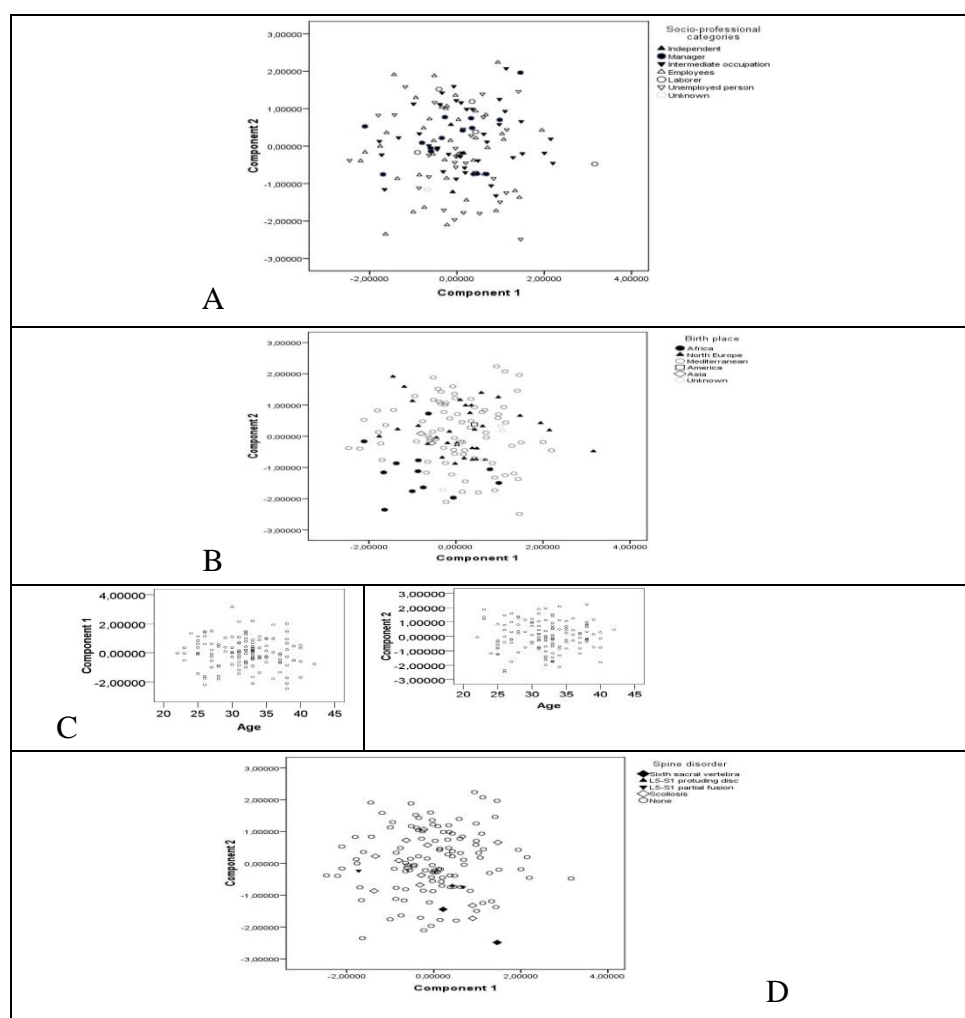 Socio-professional
categories
Independent
Manager
Intermediate occupation
Employees
Laborer
Unemployed person
Unknown
3,00000
2,00000
1,00000
0,00000
-1,00000
-2,00000
-3,00000
Component 2
-2,00000 0,00000 2,00000 4,00000
Component 1
A
Birth place
Africa
North Europe
Mediterranean
America
Asia
Unknown
3,00000
2,00000
1,00000
0,00000
-1,00000
-2,00000
-3,00000
Component 2
-2,00000 0,00000 2,00000 4,00000
Component 1
B
4,00000
2,00000
0,00000
-2,00000
Component 1
20 25 30 35 40 45
Age
C
3,00000
2,00000
1,00000
0,00000
-1,00000
-2,00000
-3,00000
Component 2
20 25 30 35 40 45
Age
Spine disorder
Sixth sacral vertebra
L5-S1 protuding disc
L5-S1 partial fusion
Scoliosis
None
3,00000
2,00000
1,00000
0,00000
-1,00000
-2,00000
-3,00000
Component 2
-2,00000 0,00000 2,00000 4,00000
Component 1
D